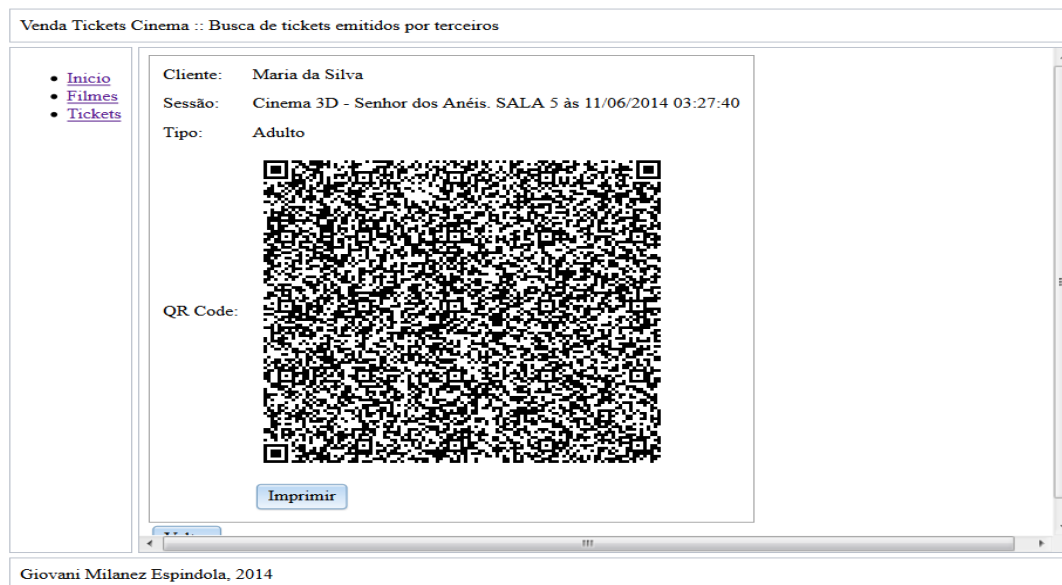 Venda Tickets Cinema :: Busca de tickets emitidos por terceiros
Inicio
Filmes
Tickets
Cliente: Maria da Silva
Sessão: Cinema 3D - Senhor dos Anéis. SALA 5 às 11/06/2014 03:27:40
Tipo: Adulto
QR Code:
Imprimir
Giovani Milanez Espindola, 2014